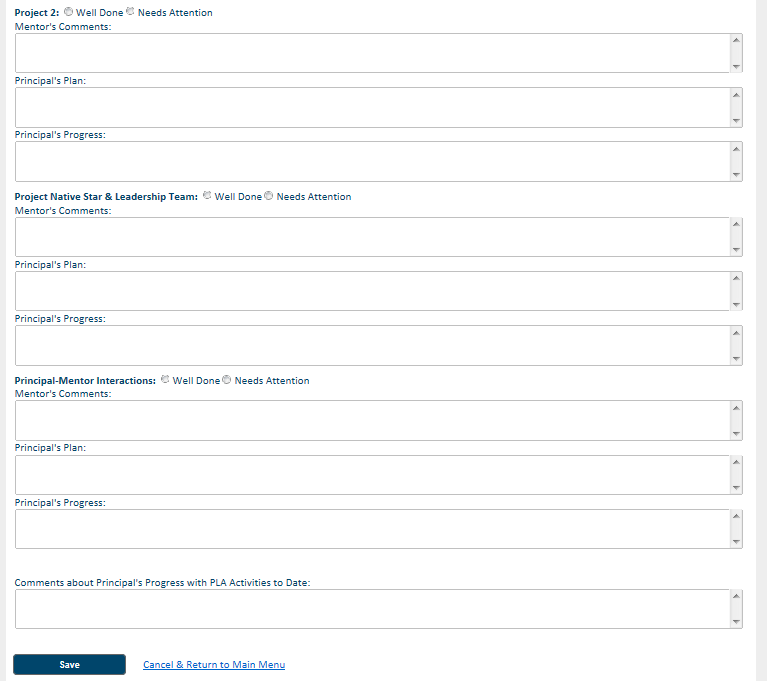 Project 2: Well Done Needs Attention
Mentor's Comments:
Principal's Plan:
Principal's Progress:
Project Native Star & Leadership Team: Well Done Needs Attention
Mentor's Comments:
Principal's Plan:
Principal's Progress:
Principal-Mentor Interactions: Well Done Needs Attention
Mentor's Comments:
Principal's Plan:
Principal's Progress:
Comments about Principal's Progress with PLA Activities to Date:
Save Cancel & Return to Main Menu